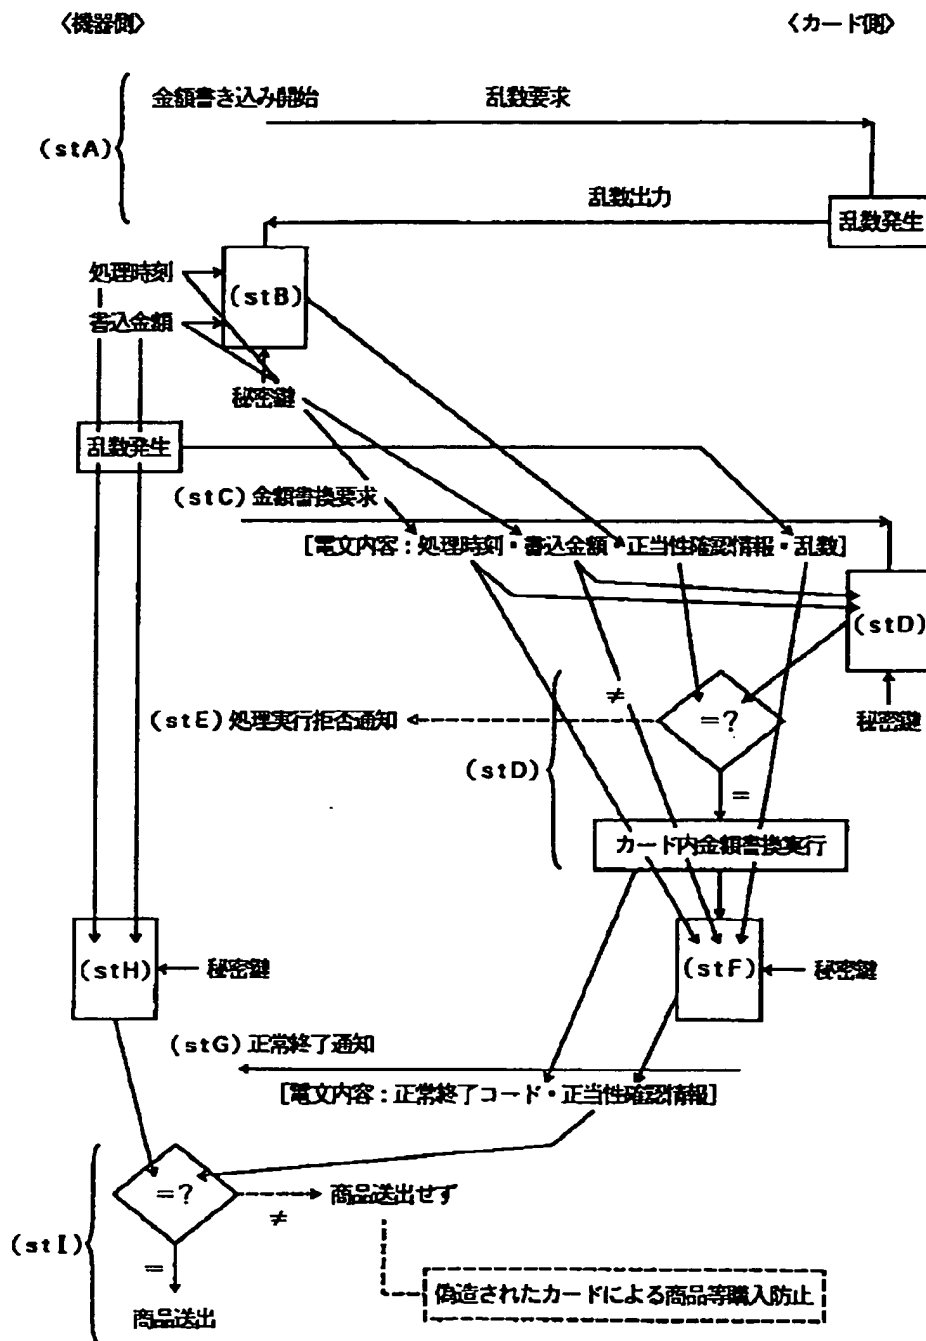 〈機器側〉
〈カード側〉
金額書き込み開始
乱数要求
(stA)
乱数出力
乱数発生
処理時刻
(stB)
書込金額
秘密鍵
乱数発生
(stC)金額書換要求
[電文内容:処理時刻・書込金額・正当性確認情報・乱数]
(stD)
≠
=?
秘密鍵
(stE)処理実行拒否通知
(stD)
=
カード内金額書換実行
(stH)
秘密鍵
(stF)
秘密鍵
(stG)正常終了通知
[電文内容:正常終了コード・正当性確認情報]
=?
商品送出せず
≠
(stI)
=
商品送出
偽造されたカードによる商品等購入防止